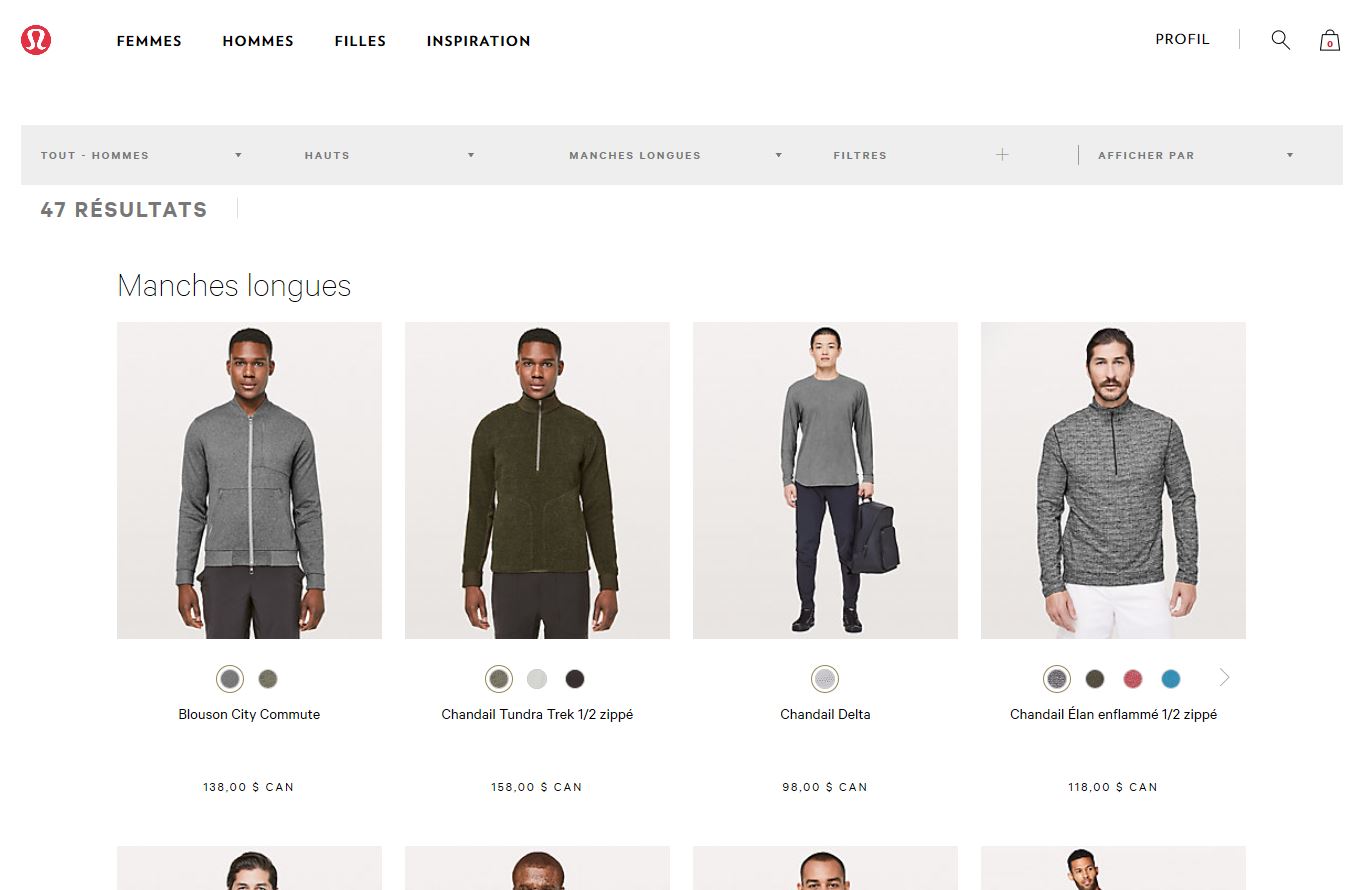 FEMMES HOMMES FILLES INSPIRATION PROFIL 0
TOUT - HOMMES HAUTS MANCHES LONGUES FILTRES AFFICHER PAR
47 RÉSULTATS
Manches longues
Blouson City Commute Chandail Tundra Trek 1/2 zippé Chandail Delta Chandail Élan enflammé 1/2 zippé
138,00 $ CAN 158,00 $ CAN 98,00 $ CAN 118,00 $ CAN